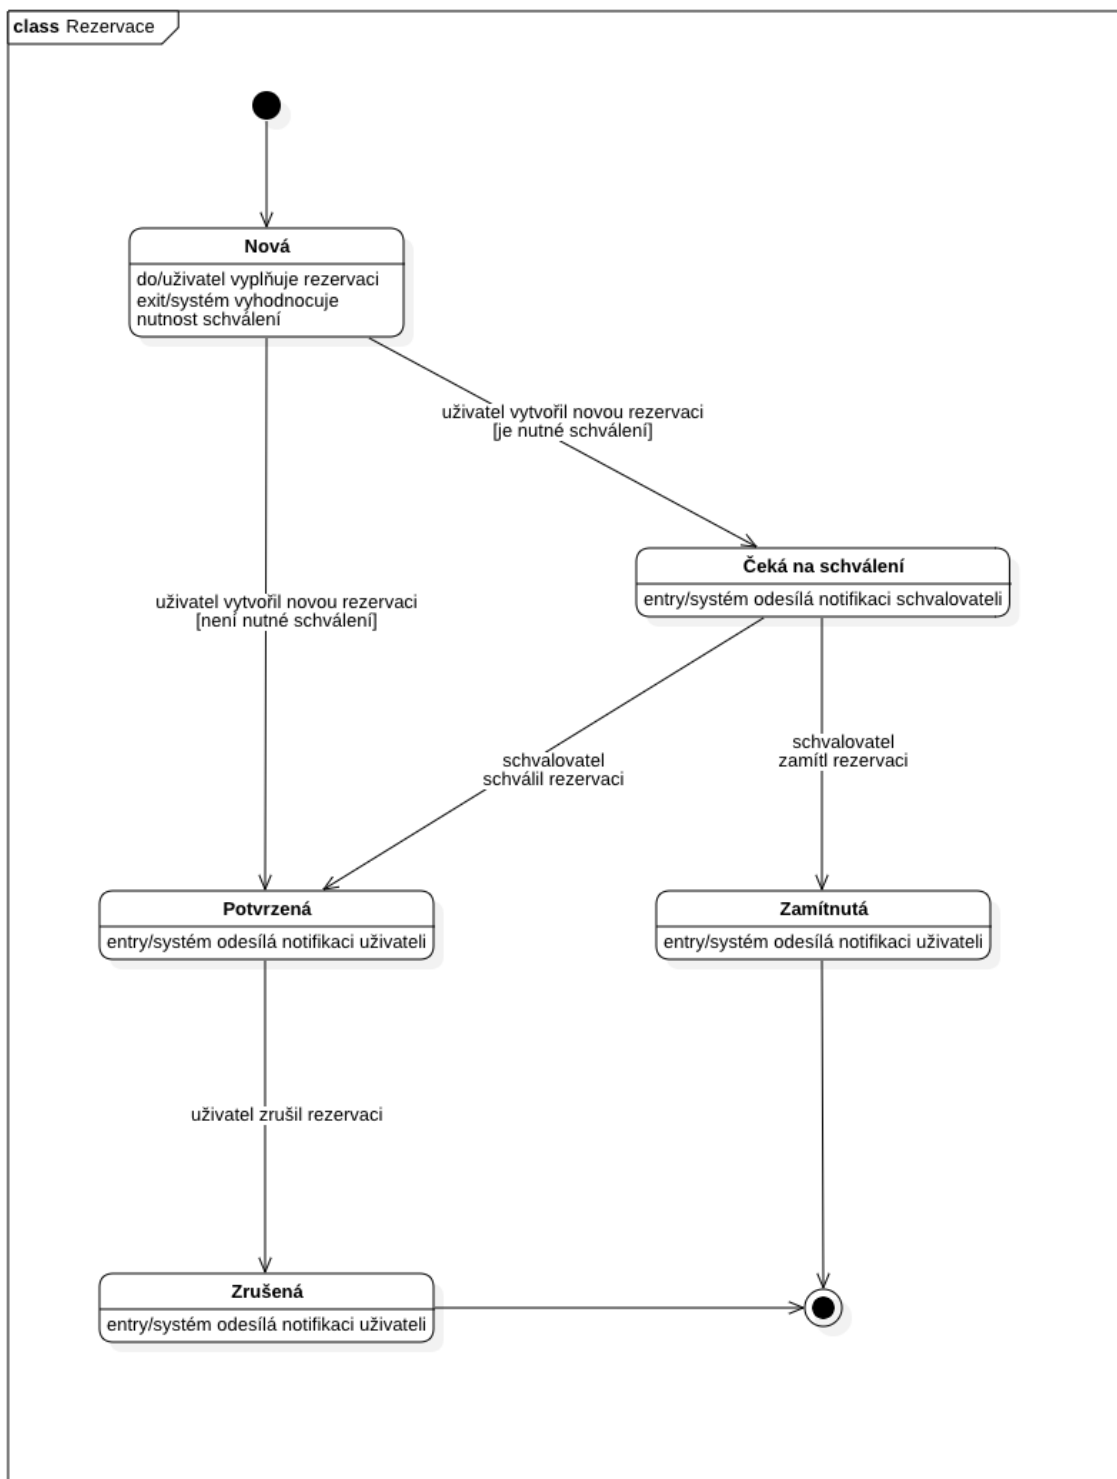 class Rezervace
Nová
do/uživatel vyplňuje rezervaci
exit/systém vyhodnocuje
nutnost schválení
uživatel vytvořil novou rezervaci
[je nutné schválení]
Čeká na schválení
entry/systém odesílá notifikaci schvalovateli
uživatel vytvořil novou rezervaci
[není nutné schválení]
schvalovatel
schválil rezervaci
schvalovatel
zamítl rezervaci
Potvrzená
entry/systém odesílá notifikaci uživateli
Zamítnutá
entry/systém odesílá notifikaci uživateli
uživatel zrušil rezervaci
Zrušená
entry/systém odesílá notifikaci uživateli